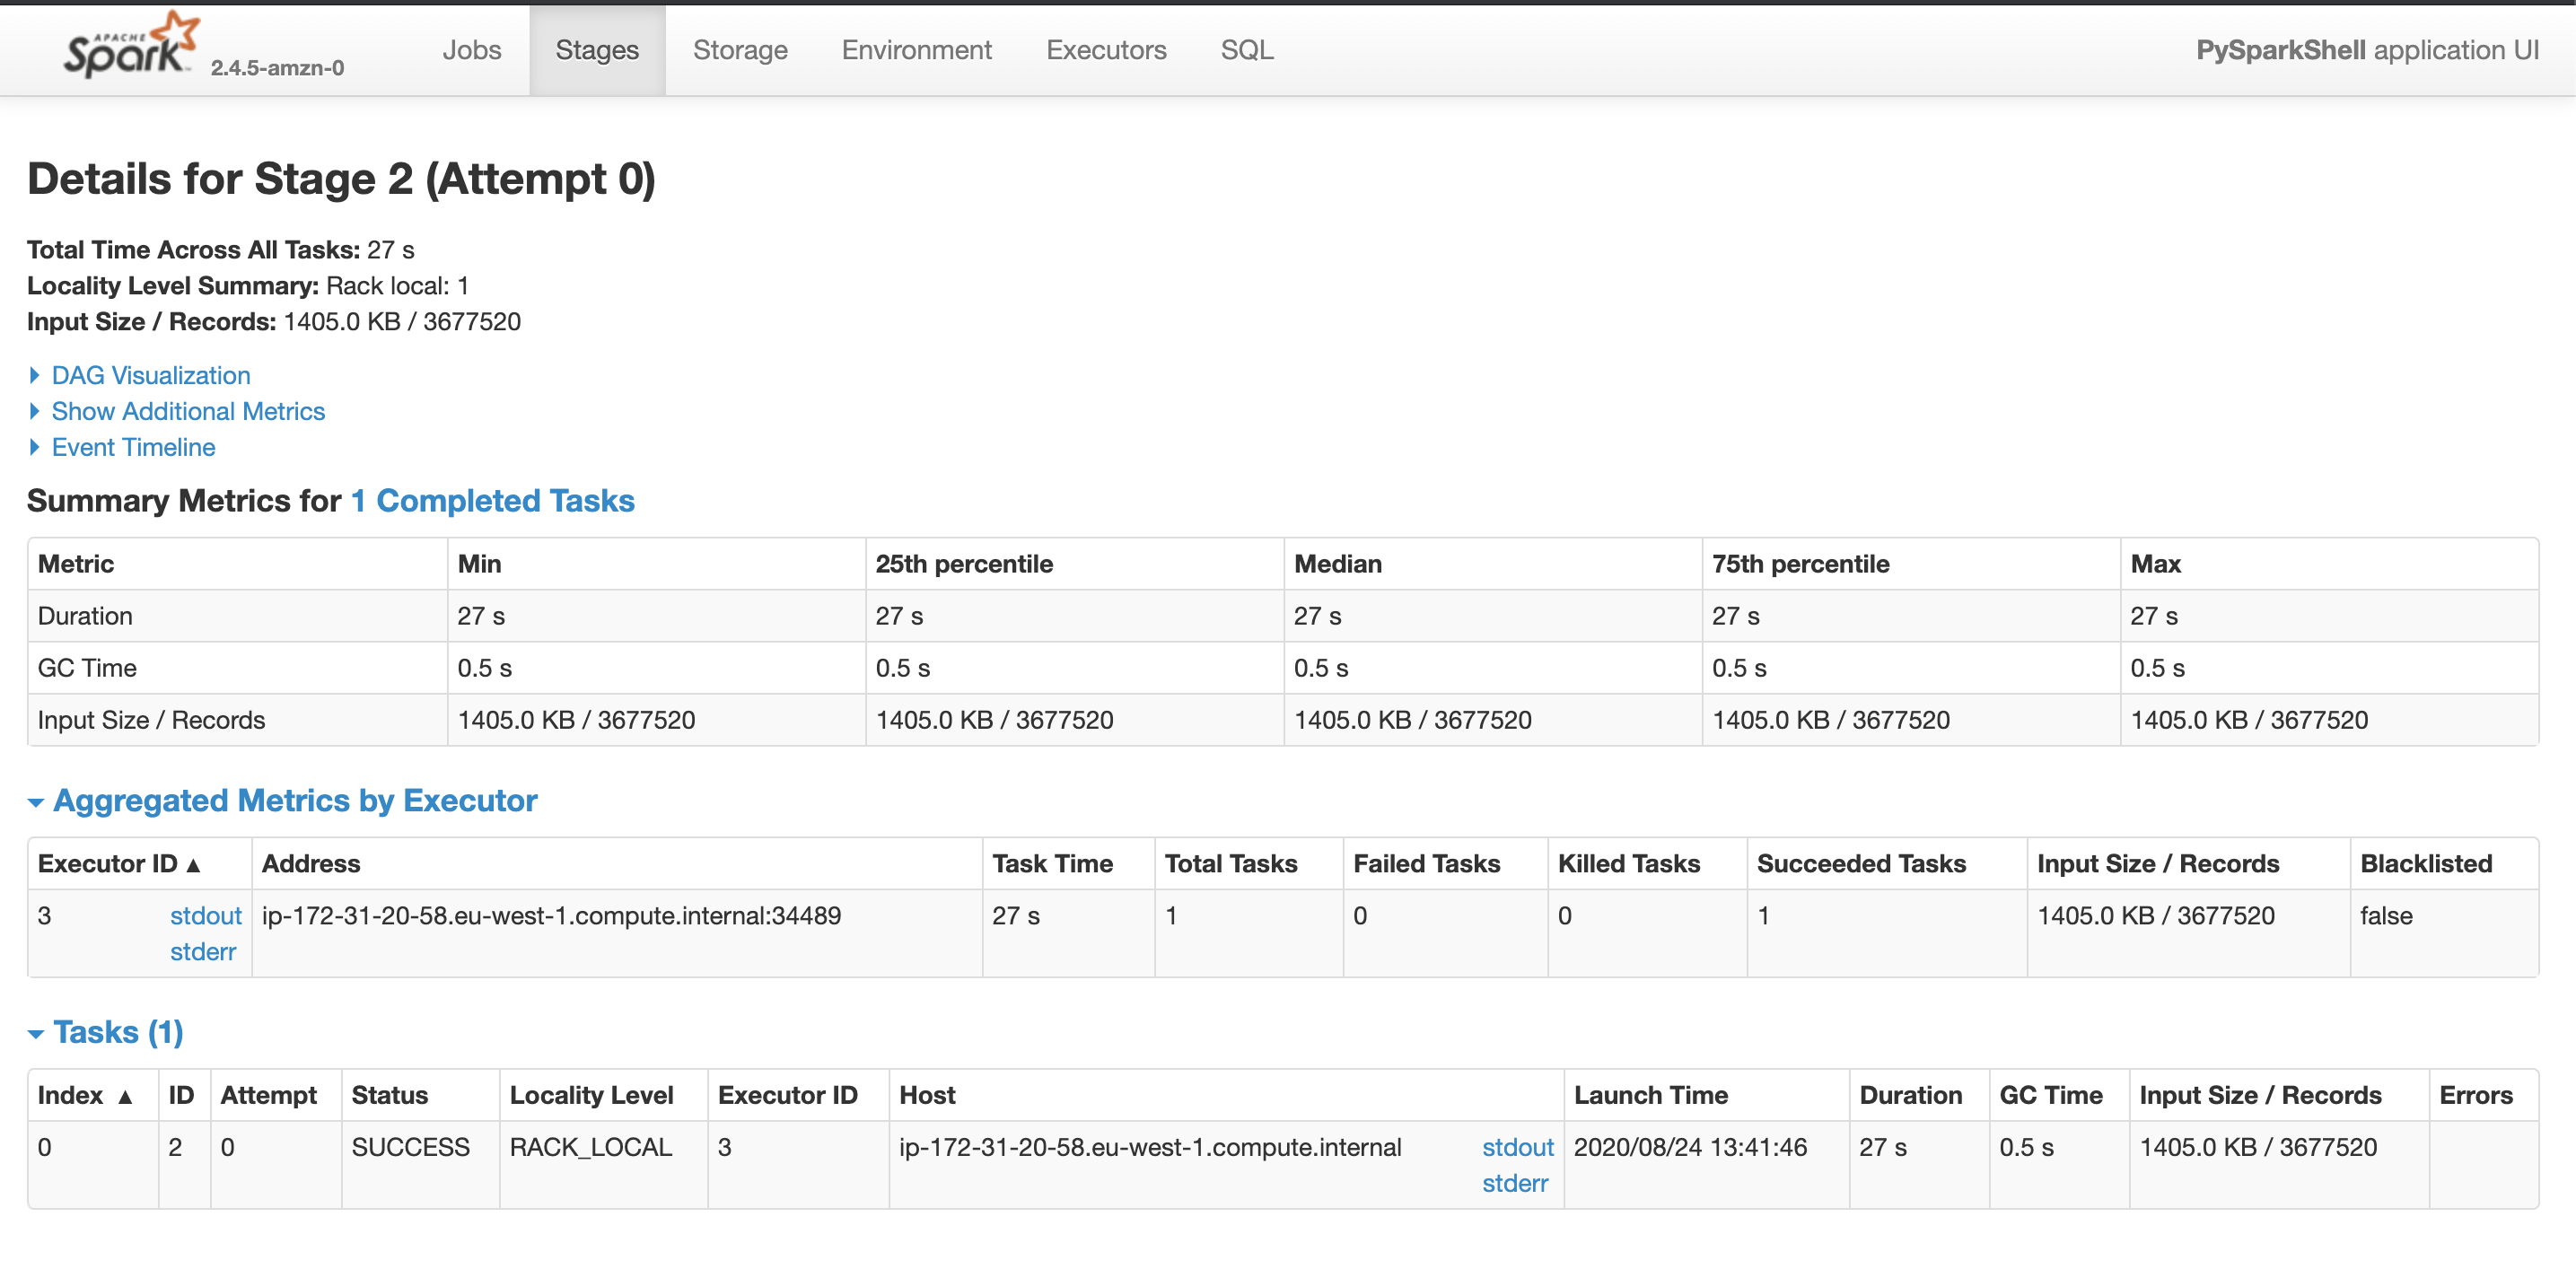 APACHE
Spark 2.4.5-amzn-0 Jobs Stages Storage Environment Executors SQL PySparkShell application UI
Details for Stage 2 (Attempt 0)
Total Time Across All Tasks: 27 s
Locality Level Summary: Rack local: 1
Input Size / Records: 1405.0 KB / 3677520
DAG Visualization
Show Additional Metrics
Event Timeline
Summary Metrics for 1 Completed Tasks
Metric Min 25th percentile Median 75th percentile Max
Duration 27 s 27 s 27 s 27 s 27 s
GC Time 0.5 s 0.5 s 0.5 s 0.5 s 0.5 s
Input Size / Records 1405.0 KB / 3677520 1405.0 KB / 3677520 1405.0 KB / 3677520 1405.0 KB / 3677520 1405.0 KB / 3677520
Aggregated Metrics by Executor
Executor ID ▲ Address Task Time Total Tasks Failed Tasks Killed Tasks Succeeded Tasks Input Size / Records Blacklisted
3 stdout ip-172-31-20-58.eu-west-1.compute.internal:34489 27 s 1 0 0 1 1405.0 KB / 3677520 false
stderr
Tasks (1)
Index ▲ ID Attempt Status Locality Level Executor ID Host Launch Time Duration GC Time Input Size / Records Errors
0 2 0 SUCCESS RACK_LOCAL 3 ip-172-31-20-58.eu-west-1.compute.internal stdout 2020/08/24 13:41:46 27 s 0.5 s 1405.0 KB / 3677520
stderr